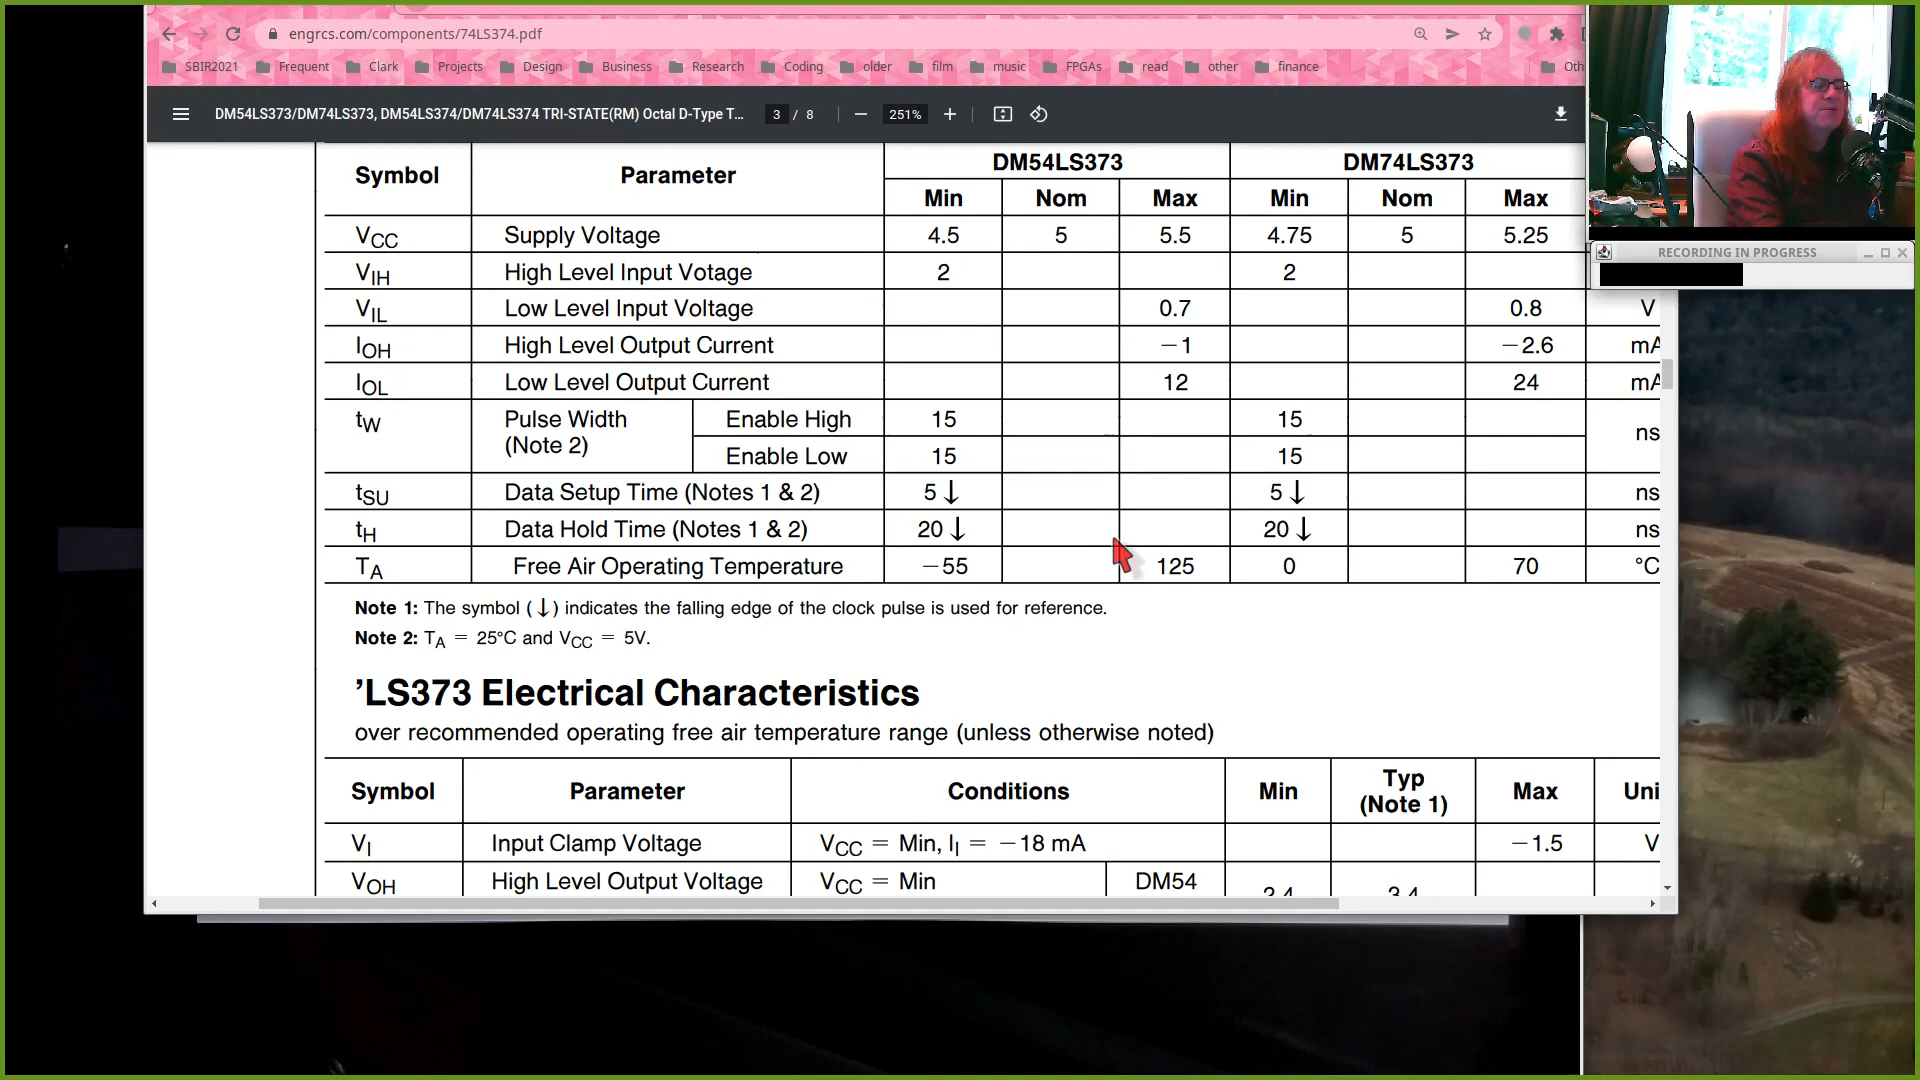 engrcs.com/components/74LS374.pdf
SBIR2021 Frequent Clark Projects Design Business Research Coding older film music FPGAs read other finance Oth
DM54LS373/DM74LS373, DM54LS374/DM74LS374 TRI-STATE(RM) Octal D-Type T... 3 / 8 251%
RECORDING IN PROGRESS
Symbol Parameter DM54LS373 DM74LS373
Min Nom Max Min Nom Max
VCC Supply Voltage 4.5 5 5.5 4.75 5 5.25
VIH High Level Input Votage 2 2
VIL Low Level Input Voltage 0.7 0.8 V
IOH High Level Output Current −1 −2.6 mA
IOL Low Level Output Current 12 24 mA
tW Pulse Width (Note 2) Enable High 15 15 ns
Enable Low 15 15
tSU Data Setup Time (Notes 1 & 2) 5↓ 5↓ ns
tH Data Hold Time (Notes 1 & 2) 20↓ 20↓ ns
TA Free Air Operating Temperature −55 125 0 70 °C
Note 1: The symbol (↓) indicates the falling edge of the clock pulse is used for reference.
Note 2: TA = 25°C and VCC = 5V.
'LS373 Electrical Characteristics
over recommended operating free air temperature range (unless otherwise noted)
Symbol Parameter Conditions Min Typ (Note 1) Max Uni
VI Input Clamp Voltage VCC = Min, II = −18 mA −1.5 V
VOH High Level Output Voltage VCC = Min DM54 2.4 3.4